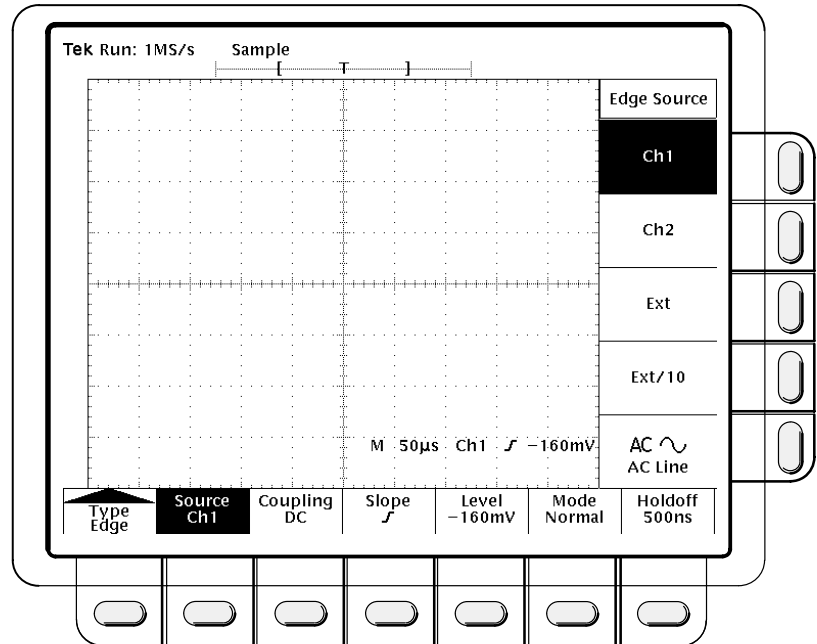 Tek Run: 1MS/s Sample
[ T ]
Edge Source
Ch1
Ch2
Ext
Ext/10
M 50µs Ch1 -160mV
AC
AC Line
Type
Edge
Source
Ch1
Coupling
DC
Slope
Level
-160mV
Mode
Normal
Holdoff
500ns